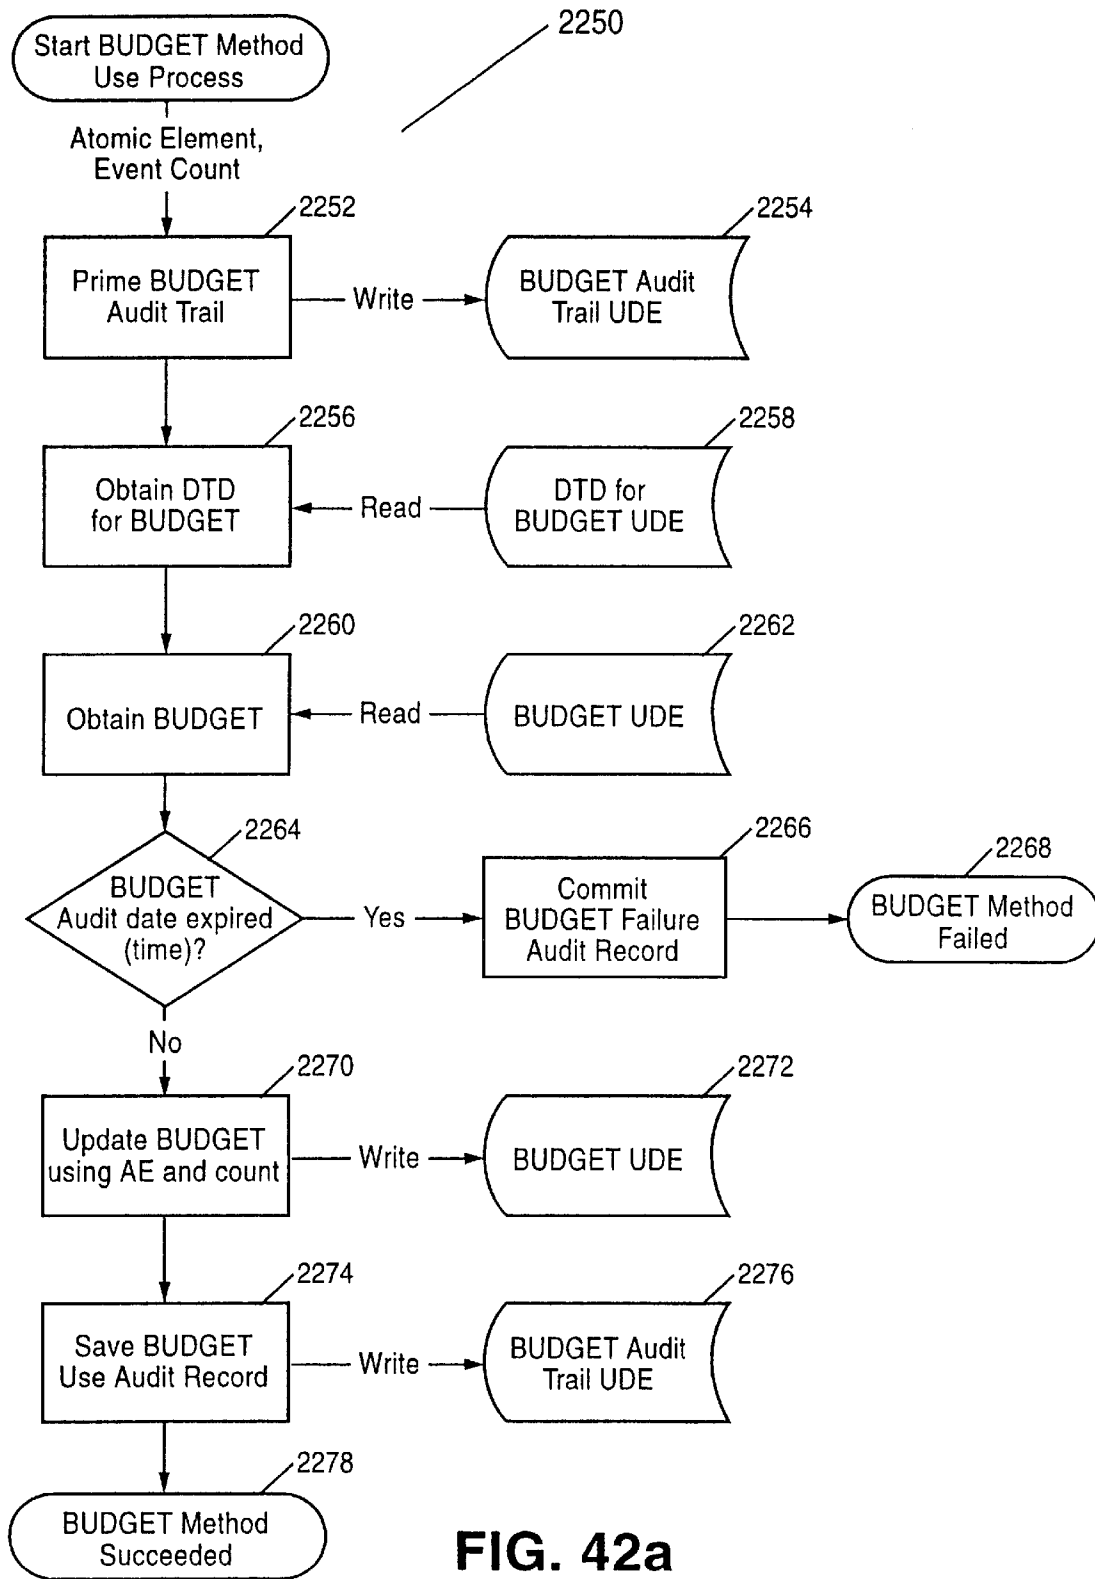 2250
Start BUDGET Method
Use Process
Atomic Element,
Event Count
2252
2254
Prime BUDGET
Audit Trail
Write
BUDGET Audit
Trail UDE
2256
2258
Obtain DTD
for BUDGET
Read
DTD for
BUDGET UDE
2260
2262
Obtain BUDGET
Read
BUDGET UDE
2264
2266
2268
BUDGET
Audit date expired
(time)?
Yes
Commit
BUDGET Failure
Audit Record
BUDGET Method
Failed
No
2270
2272
Update BUDGET
using AE and count
Write
BUDGET UDE
2274
2276
Save BUDGET
Use Audit Record
Write
BUDGET Audit
Trail UDE
2278
BUDGET Method
Succeeded
FIG. 42a